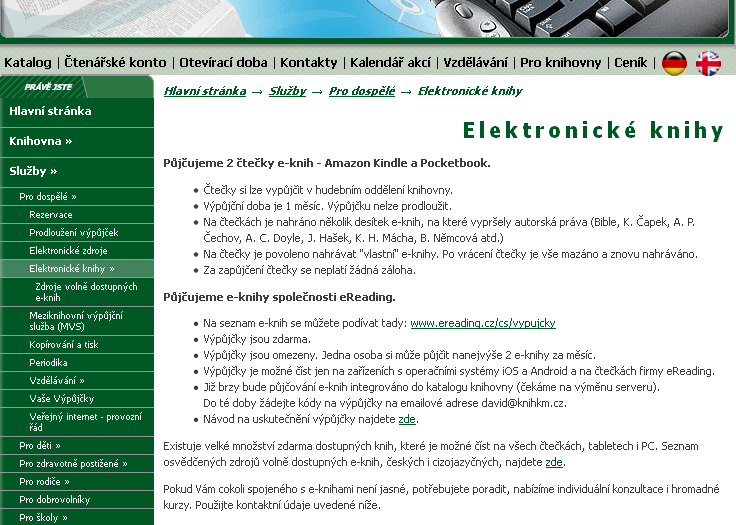 Katalog | Čtenářské konto | Otevírací doba | Kontakty | Kalendář akcí | Vzdělávání | Pro knihovny | Ceník |
PRÁVĚ JSTE
Hlavní stránka
Knihovna »
Služby »
Pro dospělé »
Rezervace
Prodloužení výpůjček
Elektronické zdroje
Elektronické knihy »
Zdroje volně dostupných
e-knih
Meziknihovní výpůjční
služba (MVS)
Kopírování a tisk
Periodika
Vzdělávání »
Vaše Výpůjčky
Veřejný internet - provozní
řád
Pro děti »
Pro zdravotně postižené »
Pro rodiče »
Pro dobrovolníky
Pro školy »
Hlavní stránka → Služby → Pro dospělé → Elektronické knihy
Elektronické knihy
Půjčujeme 2 čtečky e-knih - Amazon Kindle a Pocketbook.
• Čtečky si lze vypůjčit v hudebním oddělení knihovny.
• Výpůjční doba je 1 měsíc. Výpůjčku nelze prodloužit.
• Na čtečkách je nahráno několik desítek e-knih, na které vypršely autorská práva (Bible, K. Čapek, A. P.
Čechov, A. C. Doyle, J. Hašek, K. H. Mácha, B. Němcová atd.)
• Na čtečky je povoleno nahrávat "vlastní" e-knihy. Po vrácení čtečky je vše mazáno a znovu nahráváno.
• Za zapůjčení čtečky se neplatí žádná záloha.
Půjčujeme e-knihy společnosti eReading.
• Na seznam e-knih se můžete podívat tady: www.ereading.cz/cs/vypujcky
• Výpůjčky jsou zdarma.
• Výpůjčky jsou omezeny. Jedna osoba si může půjčit nanejvýše 2 e-knihy za měsíc.
• Výpůjčky je možné číst jen na zařízeních s operačními systémy iOS a Android a na čtečkách firmy eReading.
• Již brzy bude půjčování e-knih integrováno do katalogu knihovny (čekáme na výměnu serveru).
Do té doby žádejte kódy na výpůjčky na emailové adrese david@knihkm.cz.
• Návod na uskutečnění výpůjčky najdete zde.
Existuje velké množství zdarma dostupných knih, které je možné číst na všech čtečkách, tabletech i PC. Seznam
osvědčených zdrojů volně dostupných e-knih, českých i cizojazyčných, najdete zde.
Pokud Vám cokoli spojeného s e-knihami není jasné, potřebujete poradit, nabízíme individuální konzultace i hromadné
kurzy. Použijte kontaktní údaje uvedené níže.